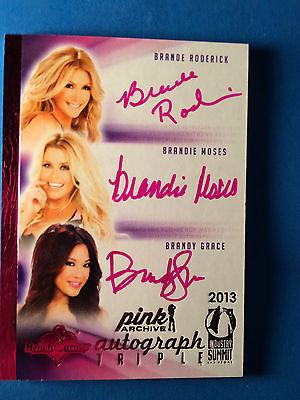 BRANDE RODERICK
Brande
Roderick
BRANDIE MOSES
Brandie Moses
BRANDY GRACE
2013
pink
ARCHIVE
autograph
TRIPLE
INDUSTRY
SUMMIT